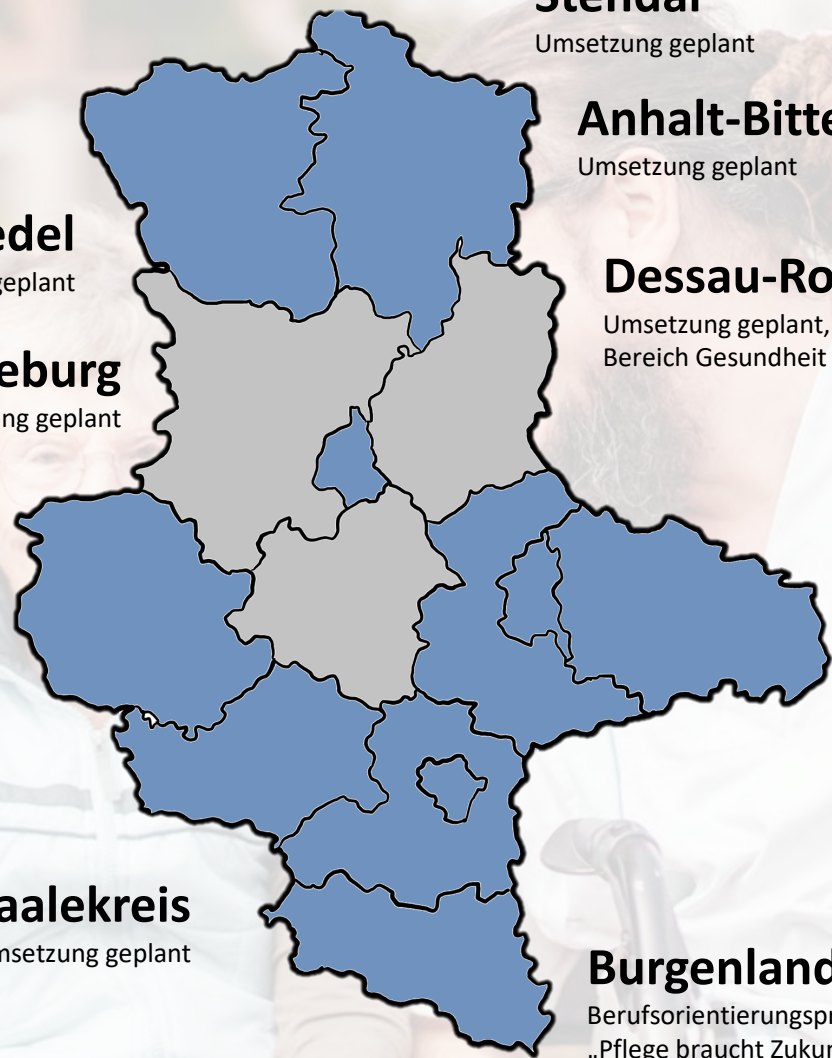 Stendal
Umsetzung geplant
Anhalt-Bitte
Umsetzung geplant
edel
geplant
Dessau-Ro
Umsetzung geplant,
Bereich Gesundheit
eburg
ng geplant
aalekreis
msetzung geplant
Burgenland
Berufsorientierungspr
„Pflege braucht Zukun